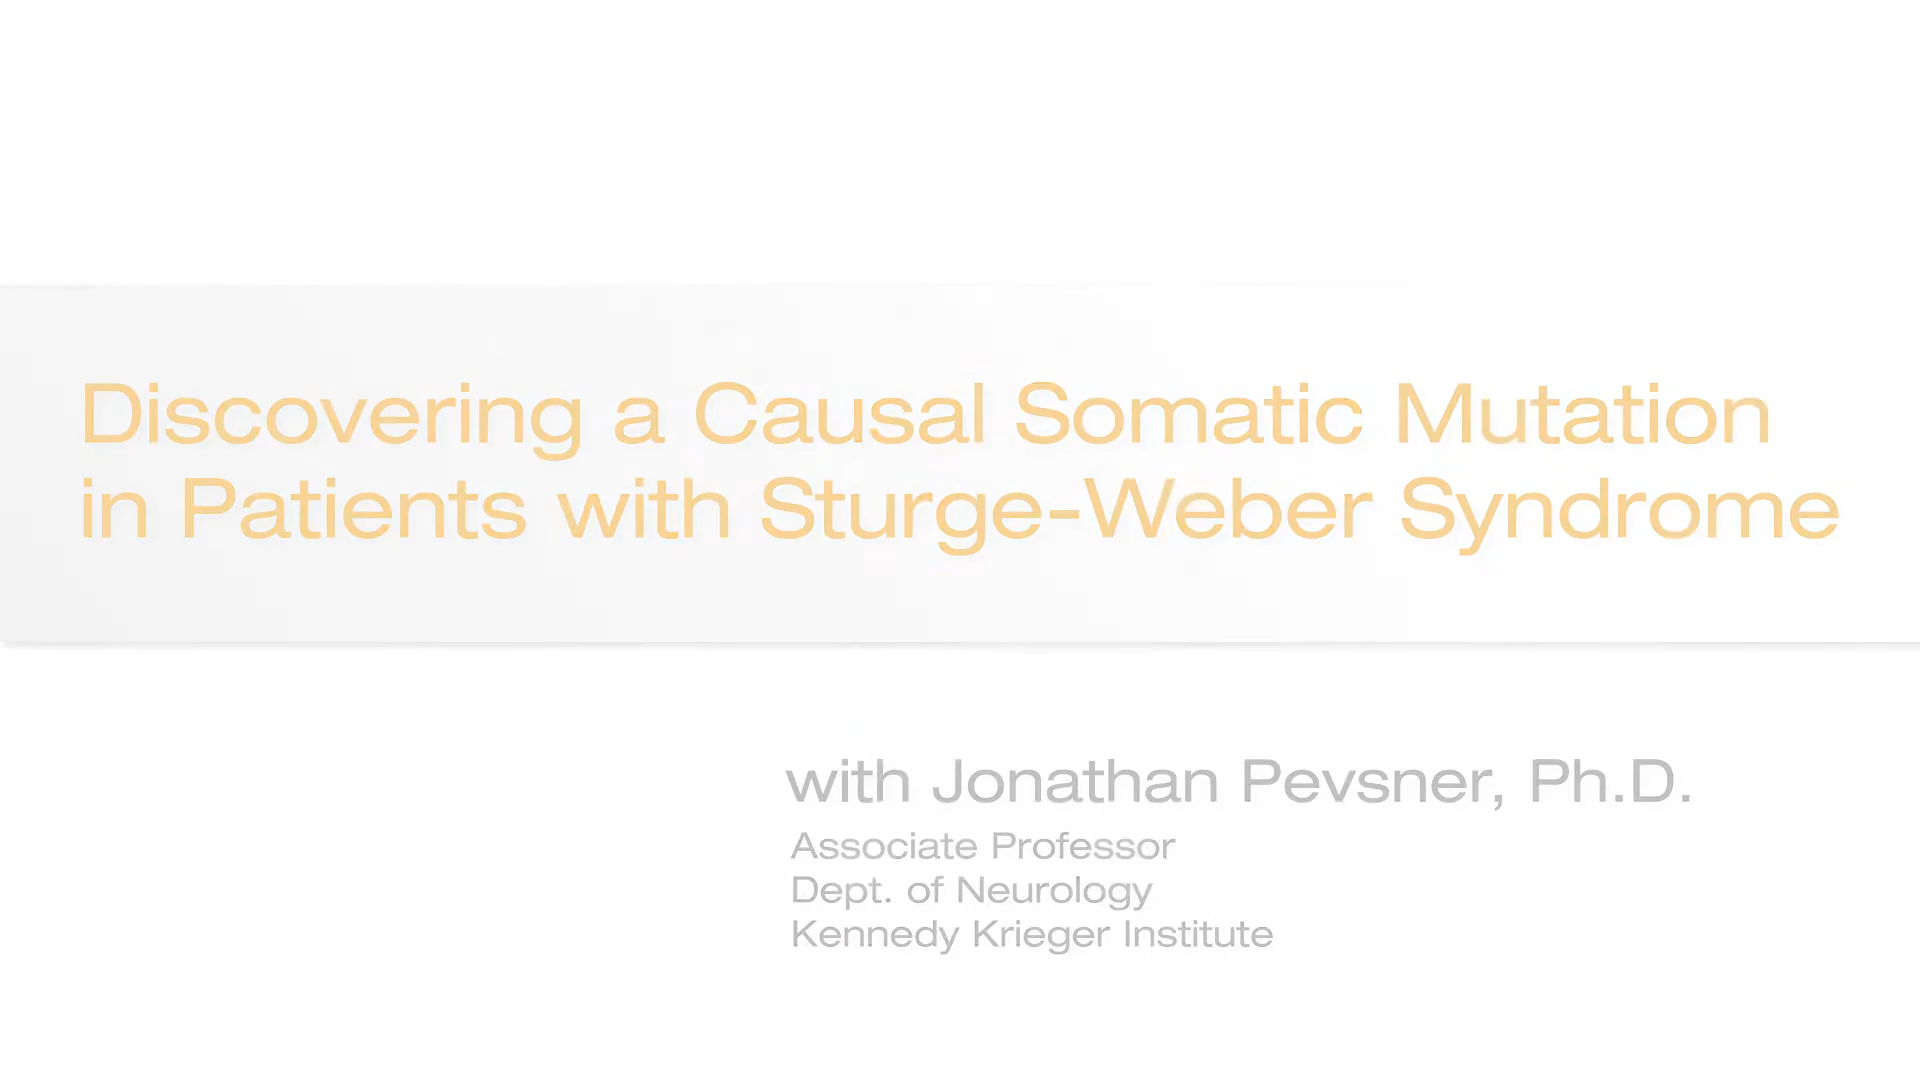 Discovering a Causal Somatic Mutation
in Patients with Sturge-Weber Syndrome
with Jonathan Pevsner, Ph.D.
Associate Professor
Dept. of Neurology
Kennedy Krieger Institute